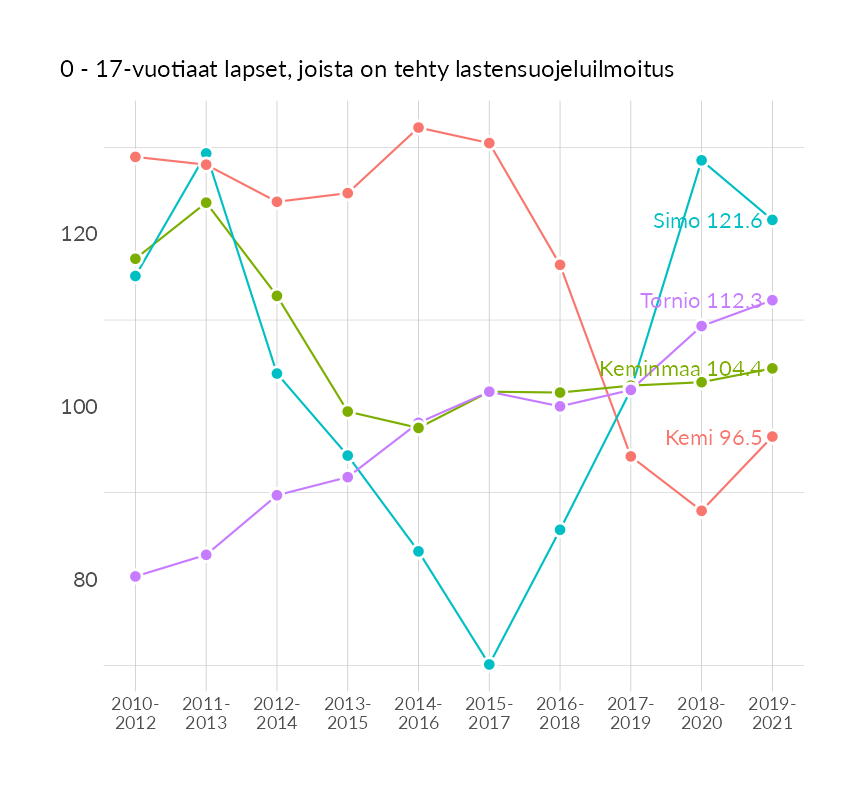 0 - 17-vuotiaat lapset, joista on tehty lastensuojeluilmoitus
120
100
80
Simo 121.6
Tornio 112.3
Keminmaa 104.4
Kemi 96.5
2010-2012
2011-2013
2012-2014
2013-2015
2014-2016
2015-2017
2016-2018
2017-2019
2018-2020
2019-2021